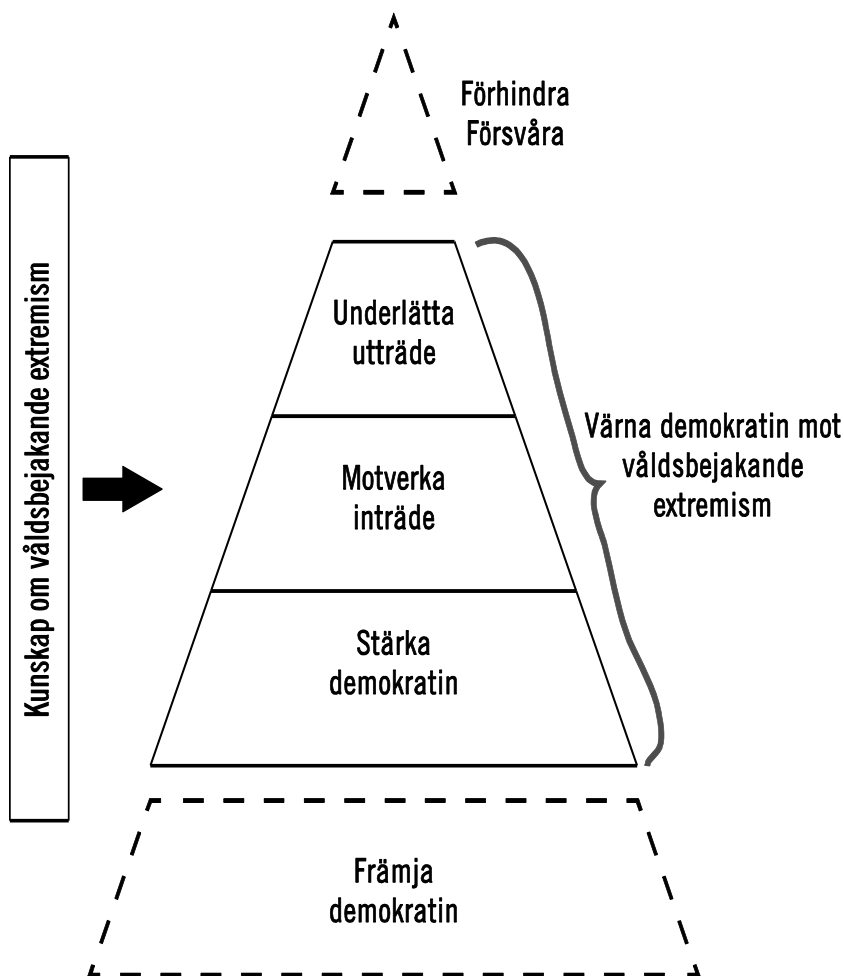 Förhindra
Försvåra
Kunskap om våldsbejakande extremism
Underlätta
utträde
Motverka
inträde
Stärka
demokratin
Värna demokratin mot
våldsbejakande
extremism
Främja
demokratin